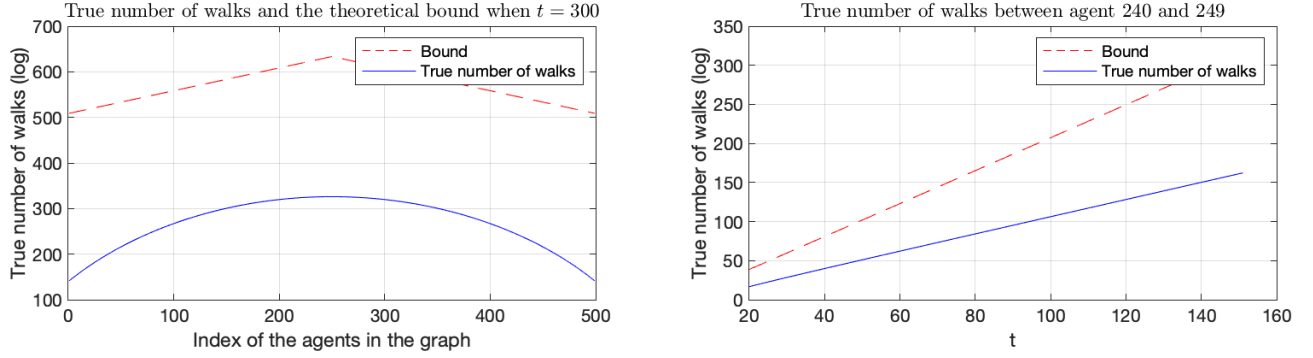 True number of walks and the theoretical bound when t = 300
700
600
500
400
300
200
100
True number of walks (log)
Bound
True number of walks
0
100
200
300
400
500
Index of the agents in the graph
True number of walks between agent 240 and 249
350
300
250
200
150
100
50
0
True number of walks (log)
Bound
True number of walks
20
40
60
80
100
120
140
160
t